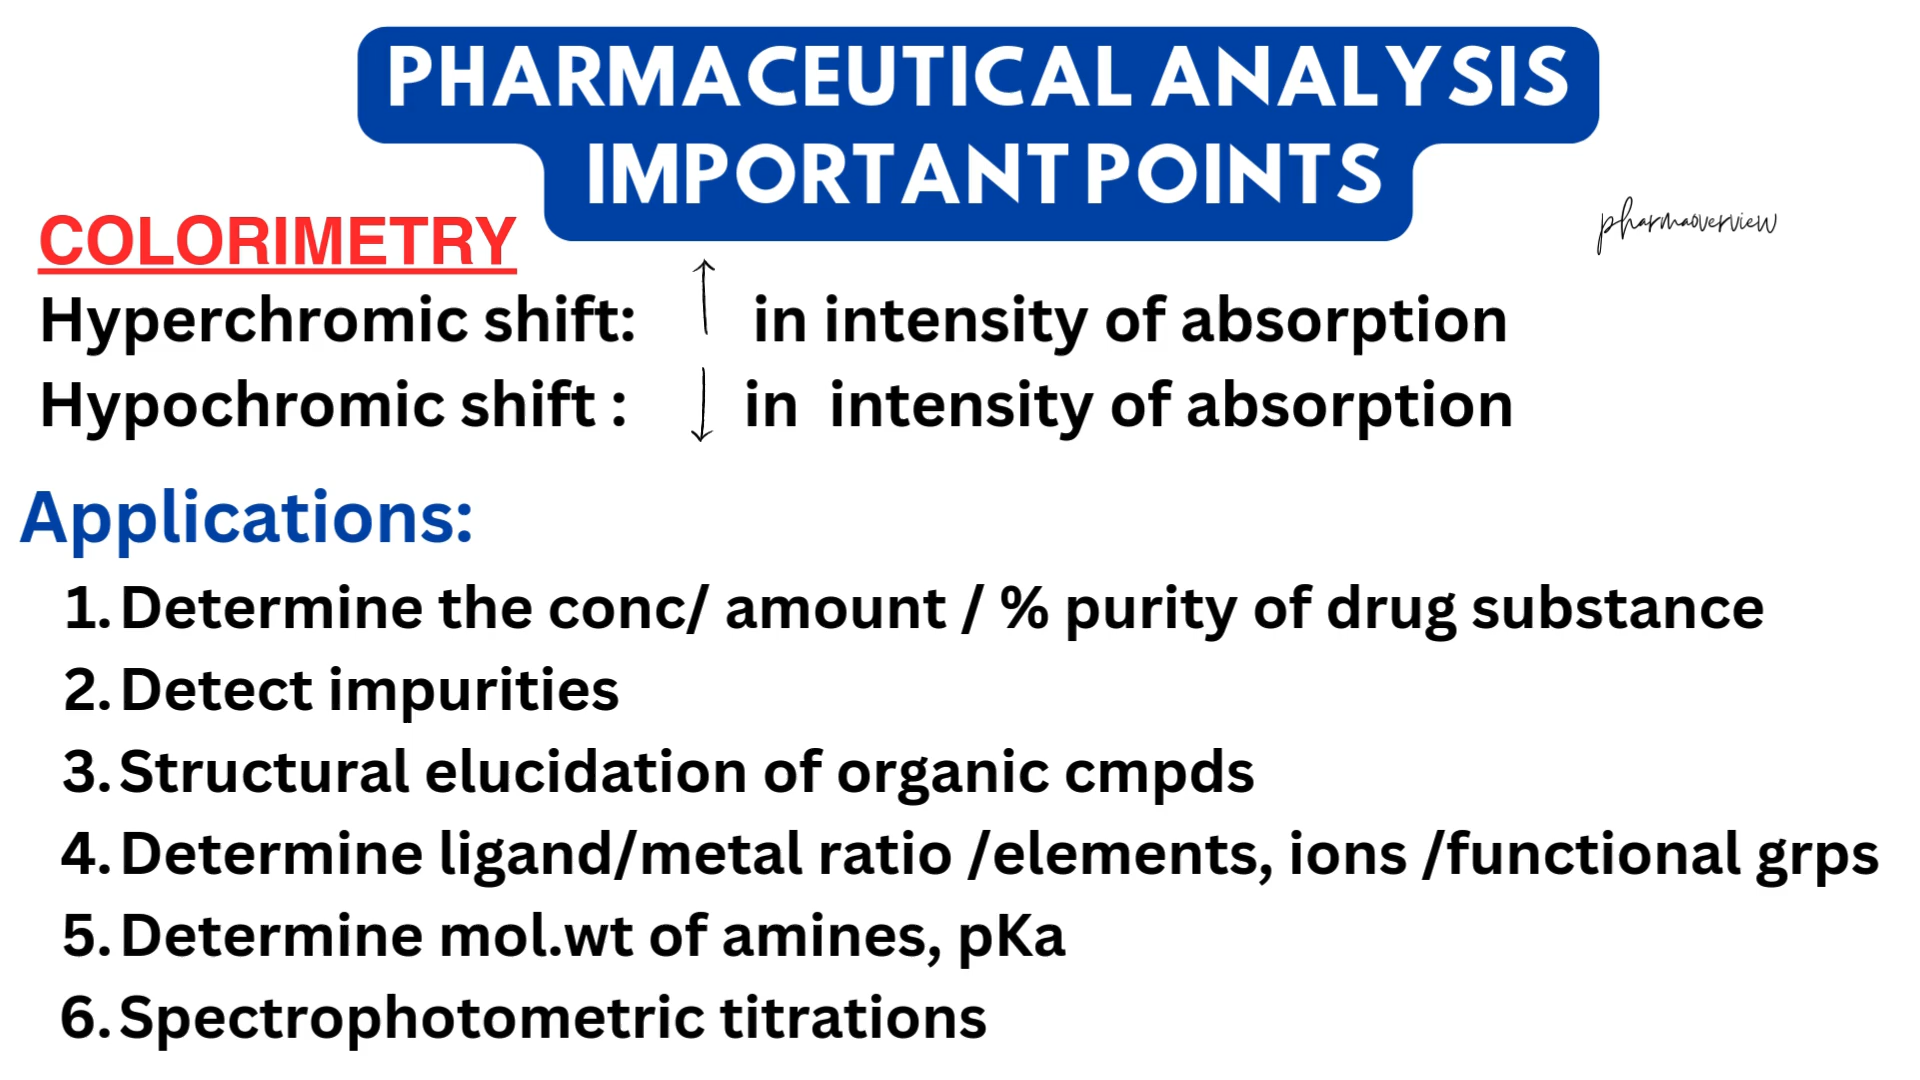 PHARMACEUTICAL ANALYSIS
IMPORTANT POINTS
pharmaoverview
COLORIMETRY
Hyperchromic shift: ↑ in intensity of absorption
Hypochromic shift : ↓ in intensity of absorption
Applications:
1. Determine the conc/ amount / % purity of drug substance
2. Detect impurities
3. Structural elucidation of organic cmpds
4. Determine ligand/metal ratio /elements, ions /functional grps
5. Determine mol.wt of amines, pKa
6. Spectrophotometric titrations